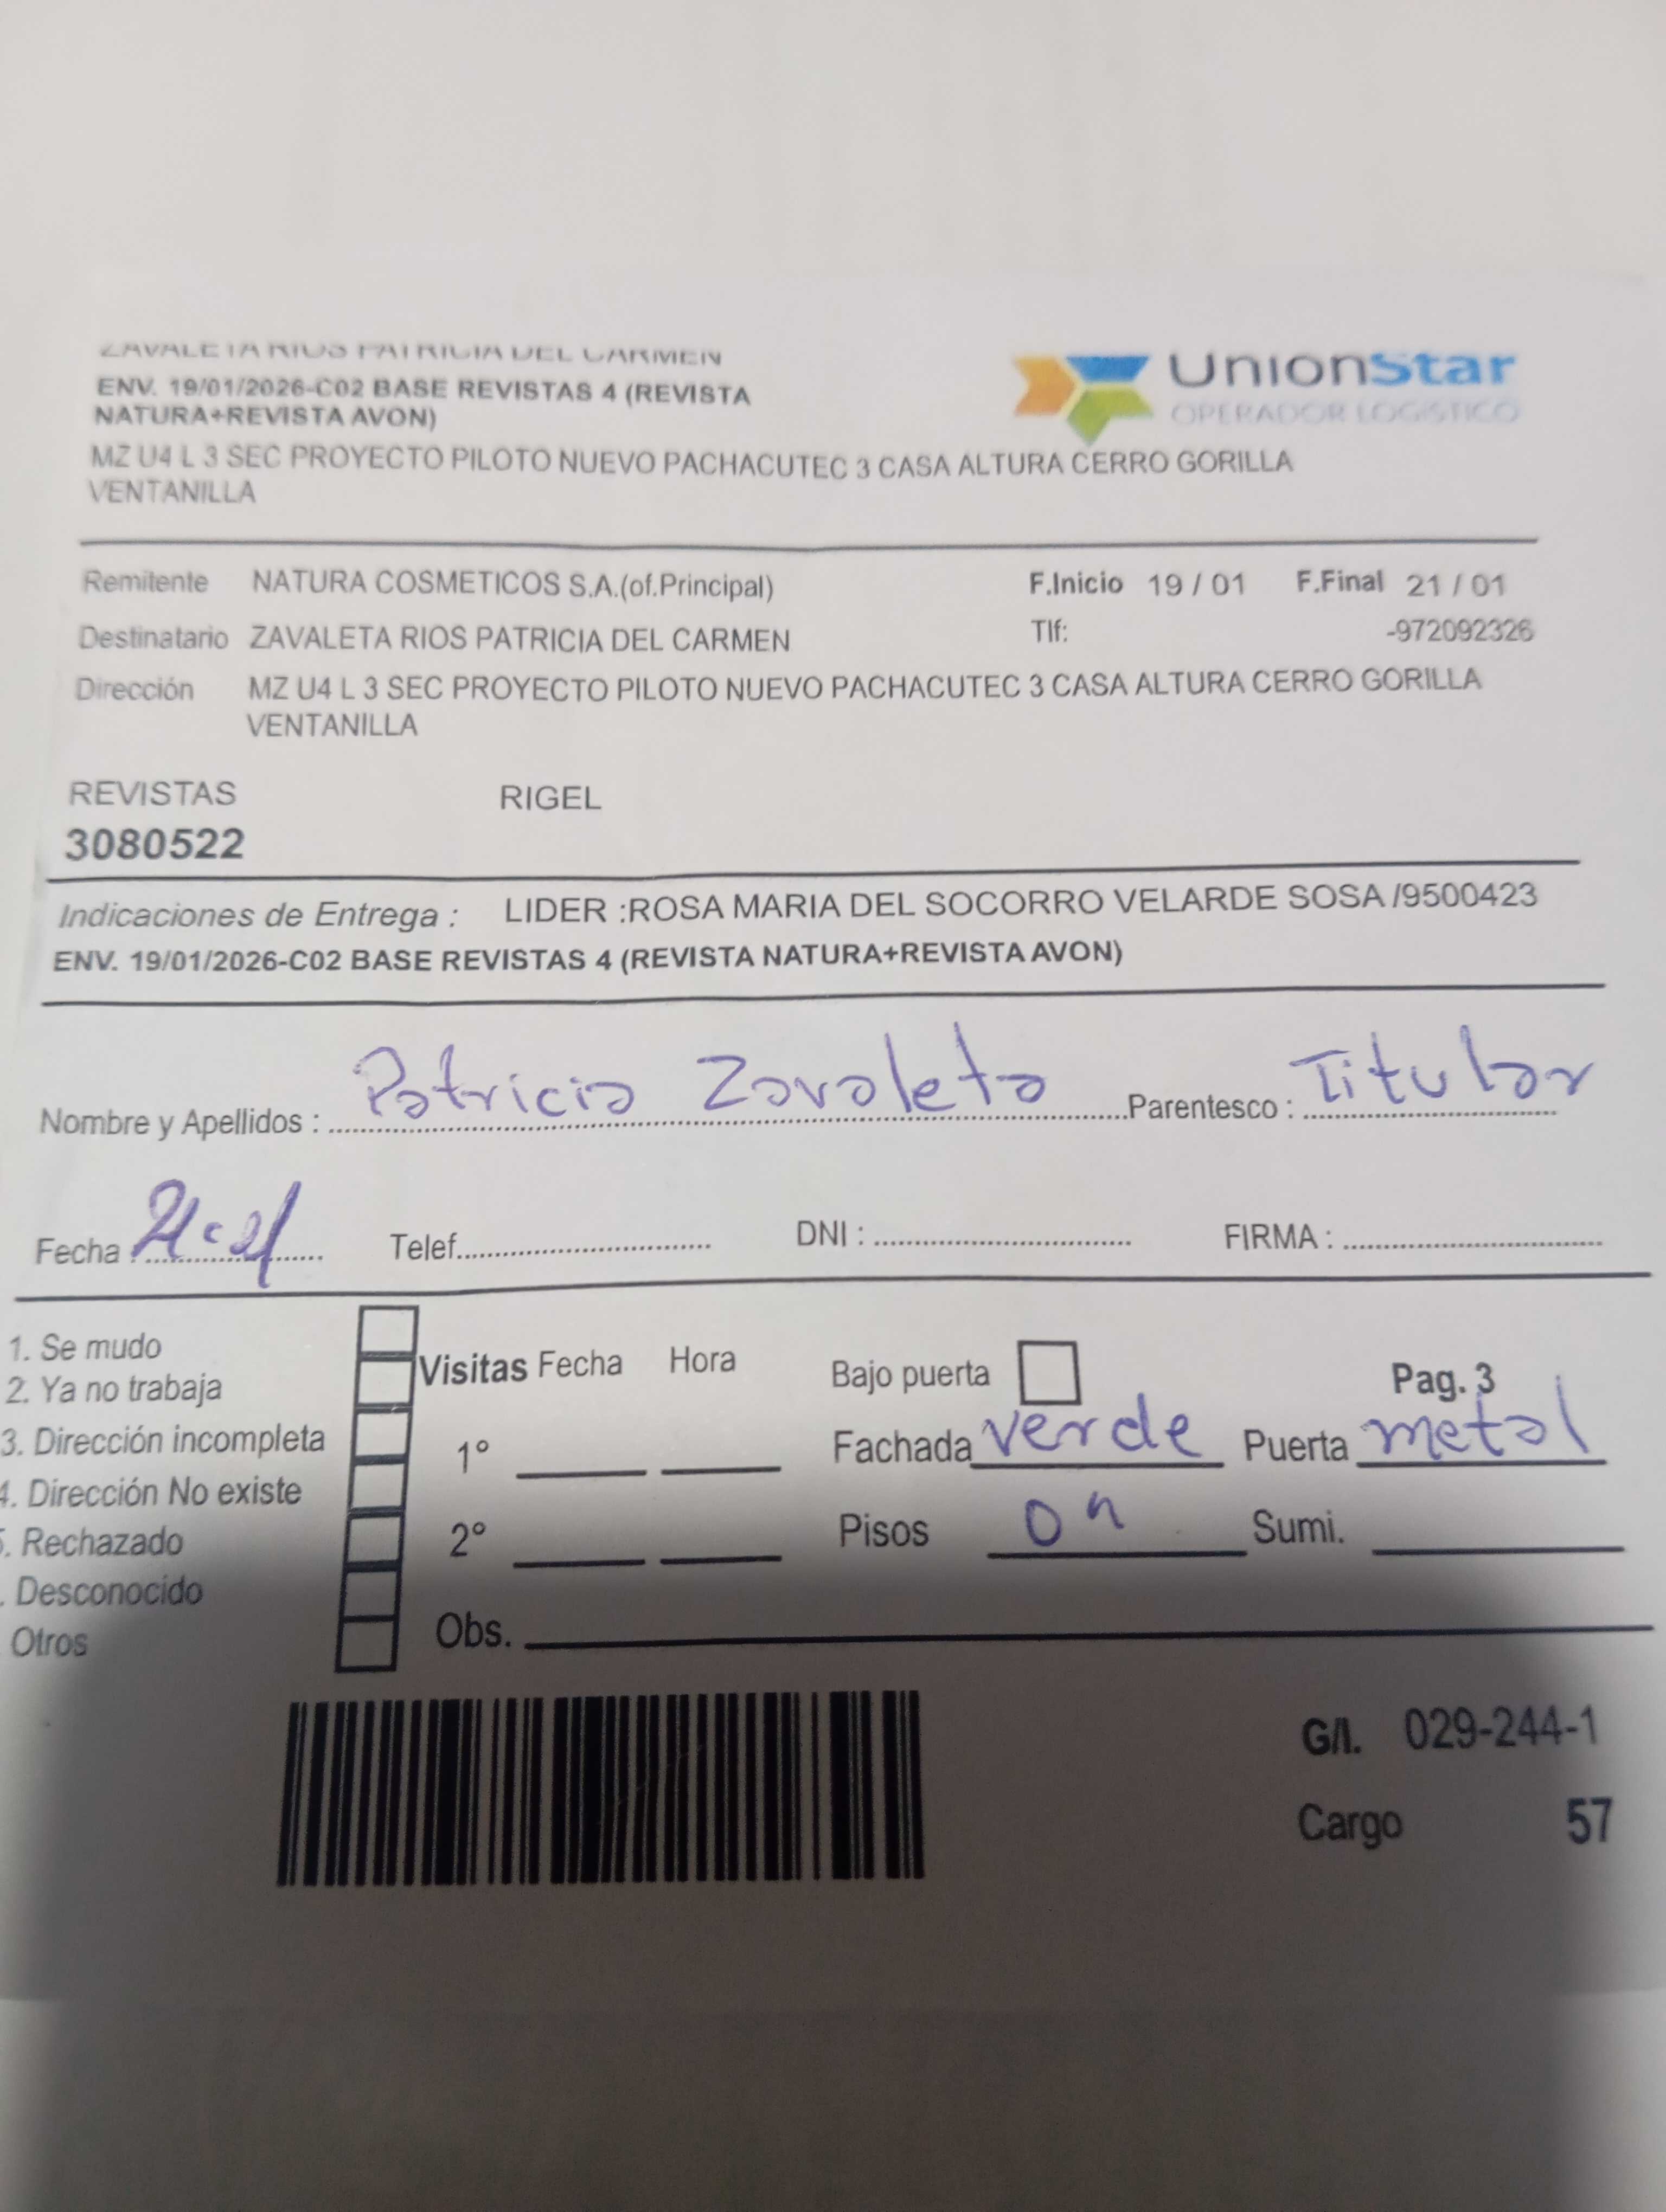 ZAVALETA RIOS PATRICIA DEL CARMEN
ENV. 19/01/2026-C02 BASE REVISTAS 4 (REVISTA
NATURA+REVISTA AVON)
MZ U4 L 3 SEC PROYECTO PILOTO NUEVO PACHACUTEC 3 CASA ALTURA CERRO GORILLA
VENTANILLA
UnionStar
OPERADOR LOGISTICO
Remitente NATURA COSMETICOS S.A.(of.Principal) F.Inicio 19 / 01 F.Final 21 / 01
Destinatario ZAVALETA RIOS PATRICIA DEL CARMEN Tlf: -972092326
Dirección MZ U4 L 3 SEC PROYECTO PILOTO NUEVO PACHACUTEC 3 CASA ALTURA CERRO GORILLA
VENTANILLA
REVISTAS RIGEL
3080522
Indicaciones de Entrega : LIDER :ROSA MARIA DEL SOCORRO VELARDE SOSA /9500423
ENV. 19/01/2026-C02 BASE REVISTAS 4 (REVISTA NATURA+REVISTA AVON)
Nombre y Apellidos : Patricia Zavaleta Parentesco : Titular
Fecha : Telef. DNI : FIRMA :
1. Se mudo
2. Ya no trabaja
3. Dirección incompleta
4. Dirección No existe
5. Rechazado
. Desconocido
Otros
Visitas Fecha Hora
1°
2°
Obs.
Bajo puerta Pag. 3
Fachada verde Puerta metal
Pisos Sumi.
G/I. 029-244-1
Cargo 57